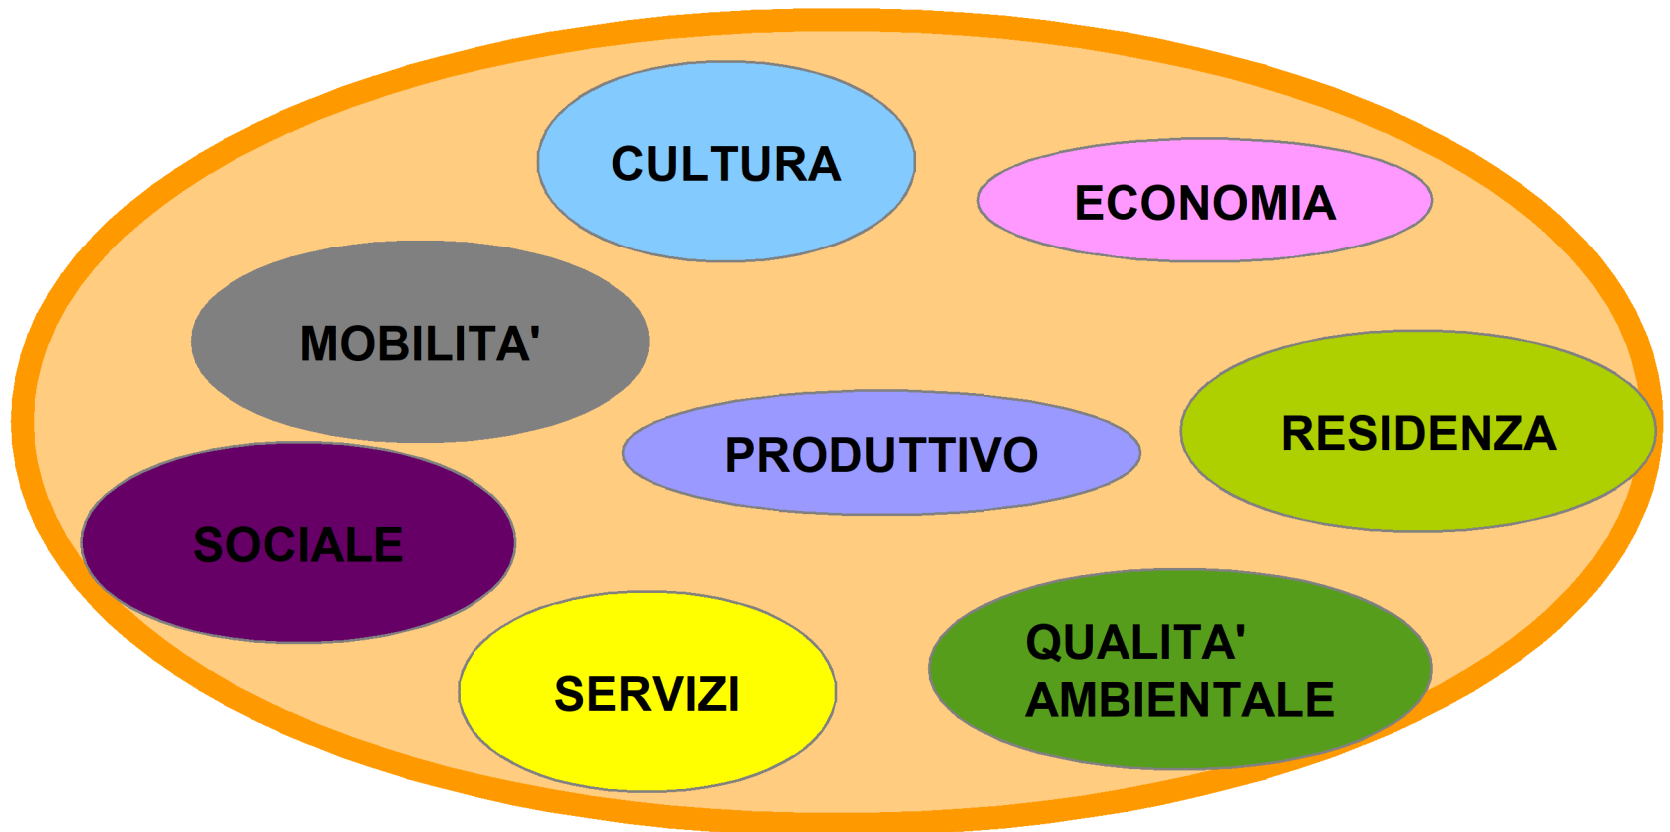 CULTURA
ECONOMIA
MOBILITA'
RESIDENZA
PRODUTTIVO
SOCIALE
QUALITA'
AMBIENTALE
SERVIZI